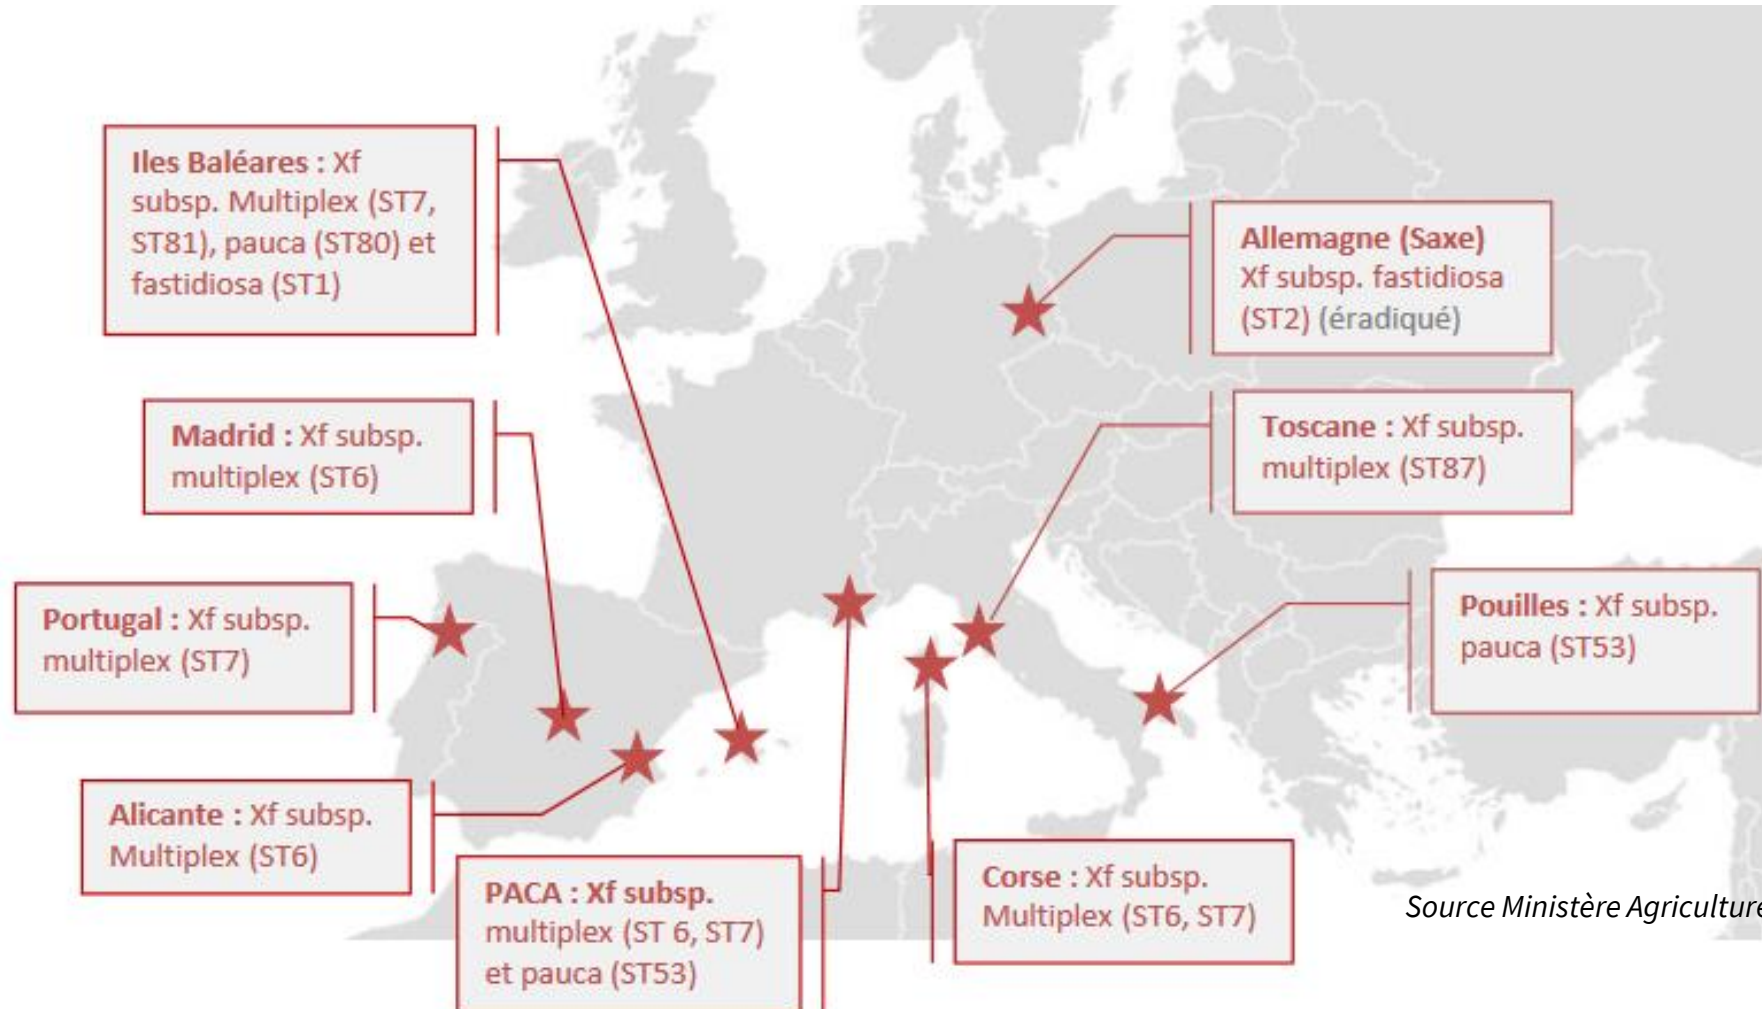 Iles Baléares : Xf
subsp. Multiplex (ST7,
ST81), pauca (ST80) et
fastidiosa (ST1)
Allemagne (Saxe)
Xf subsp. fastidiosa
(ST2) (éradiqué)
Madrid : Xf subsp.
multiplex (ST6)
Toscane : Xf subsp.
multiplex (ST87)
Portugal : Xf subsp.
multiplex (ST7)
Pouilles : Xf subsp.
pauca (ST53)
Alicante : Xf subsp.
Multiplex (ST6)
PACA : Xf subsp.
multiplex (ST 6, ST7)
et pauca (ST53)
Corse : Xf subsp.
Multiplex (ST6, ST7)
Source Ministère Agriculture